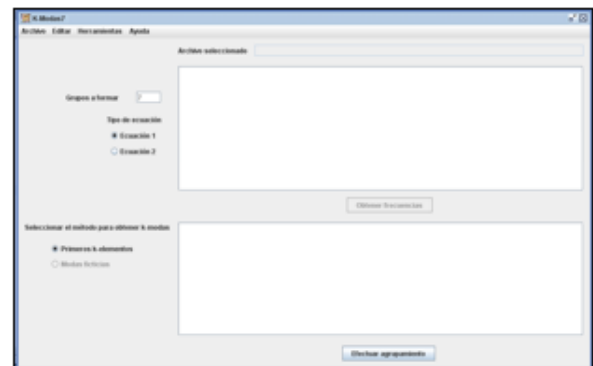 K-Modas7
Archivo Editar Herramientas Ayuda
Archivo seleccionado
Grupos a formar
Tipo de ecuación
Ecuación 1
Ecuación 2
Obtener frecuencias
Seleccionar el método para obtener k modas
Primeros k elementos
Modas ficticias
Efectuar agrupamiento